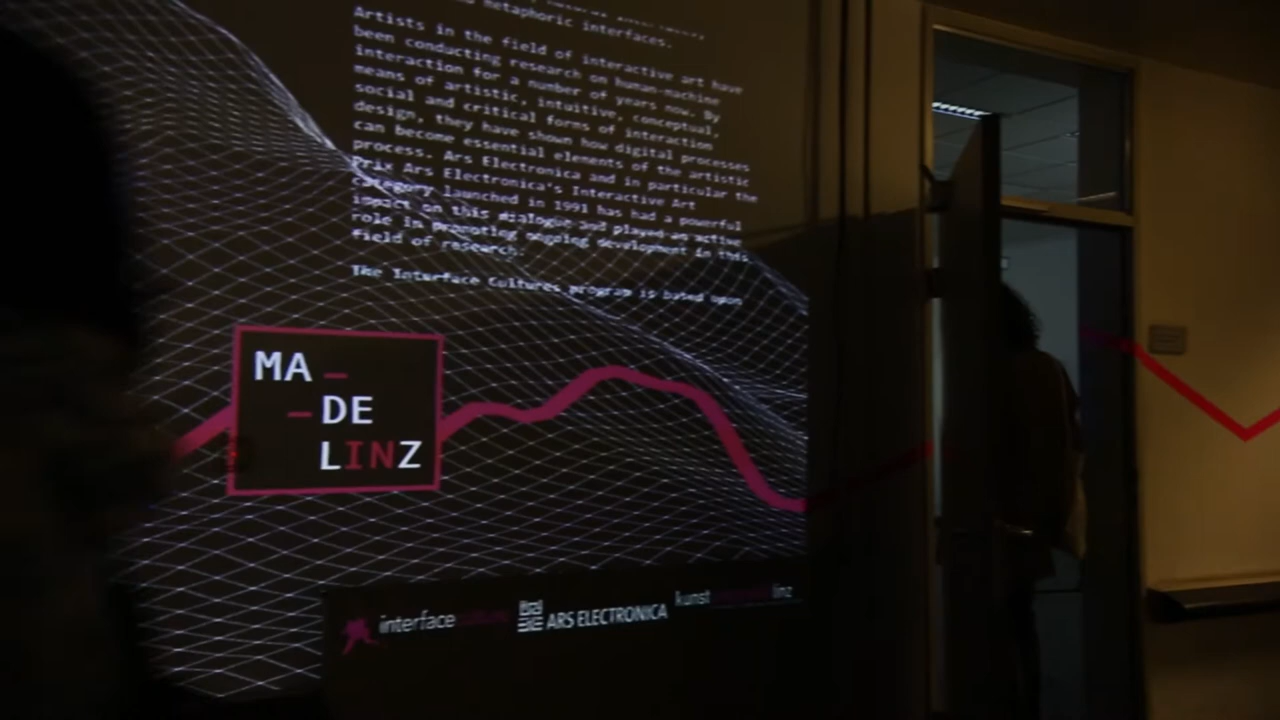 metaphoric interfaces.
Artists in the field of interactive art have
been conducting research on human-machine
interaction for a number of years now. By
means of artistic, intuitive, conceptual,
social and critical forms of interaction
design, they have shown how digital processes
can become essential elements of the artistic
process. Ars Electronica and in particular the
Prix Ars Electronica's Interactive Art
category launched in 1991 has had a powerful
impact on this dialogue and played an active
role in promoting ongoing development in this
field of research.
The Interface Cultures program is based upon
MA_
_DE
LINZ
interface
ARS ELECTRONICA
kunst linz